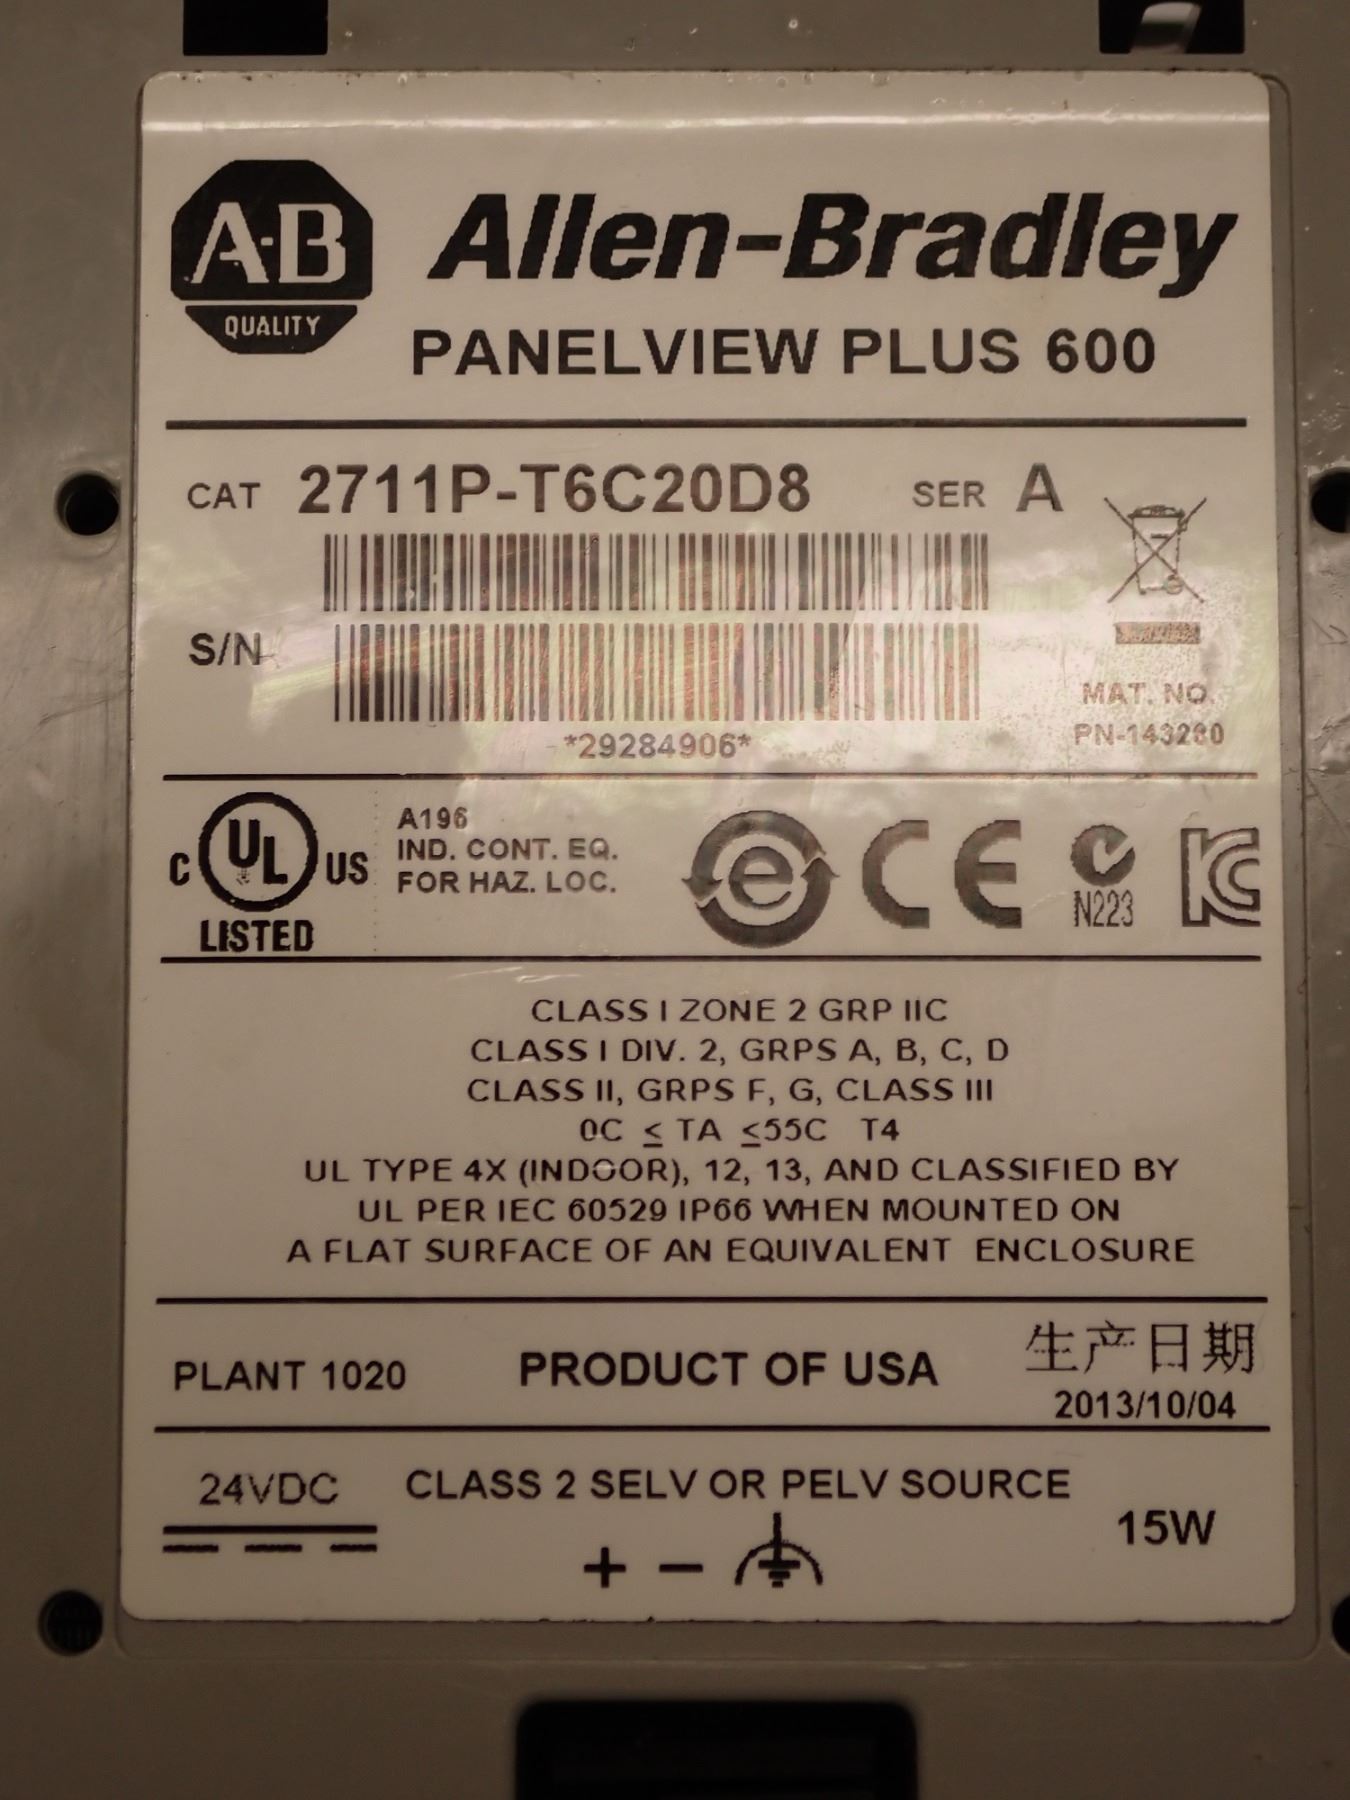 A-B
QUALITY
Allen-Bradley
PANELVIEW PLUS 600
CAT 2711P-T6C20D8 SER A
S/N
*29284906*
MAT. NO.
PN-143280
C UL US
LISTED
A196
IND. CONT. EQ.
FOR HAZ. LOC.
e CE N223 KC
CLASS I ZONE 2 GRP IIC
CLASS I DIV. 2, GRPS A, B, C, D
CLASS II, GRPS F, G, CLASS III
0C ≤ TA ≤55C T4
UL TYPE 4X (INDOOR), 12, 13, AND CLASSIFIED BY
UL PER IEC 60529 IP66 WHEN MOUNTED ON
A FLAT SURFACE OF AN EQUIVALENT ENCLOSURE
PLANT 1020
PRODUCT OF USA
生产日期
2013/10/04
24VDC
CLASS 2 SELV OR PELV SOURCE
15W
+ −